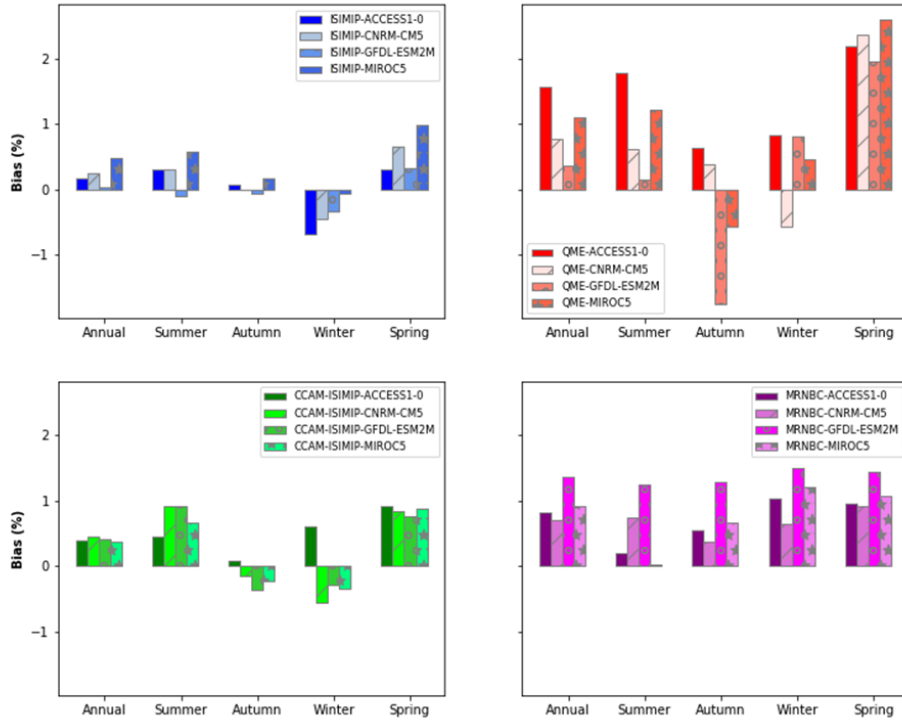 ISIMIP-ACCESS1-0
ISIMIP-CNRM-CM5
ISIMIP-GFDL-ESM2M
ISIMIP-MIROC5
Bias (%)
2
1
0
−1
Annual Summer Autumn Winter Spring
QME-ACCESS1-0
QME-CNRM-CM5
QME-GFDL-ESM2M
QME-MIROC5
Annual Summer Autumn Winter Spring
CCAM-ISIMIP-ACCESS1-0
CCAM-ISIMIP-CNRM-CM5
CCAM-ISIMIP-GFDL-ESM2M
CCAM-ISIMIP-MIROC5
Bias (%)
2
1
0
−1
Annual Summer Autumn Winter Spring
MRNBC-ACCESS1-0
MRNBC-CNRM-CM5
MRNBC-GFDL-ESM2M
MRNBC-MIROC5
Annual Summer Autumn Winter Spring